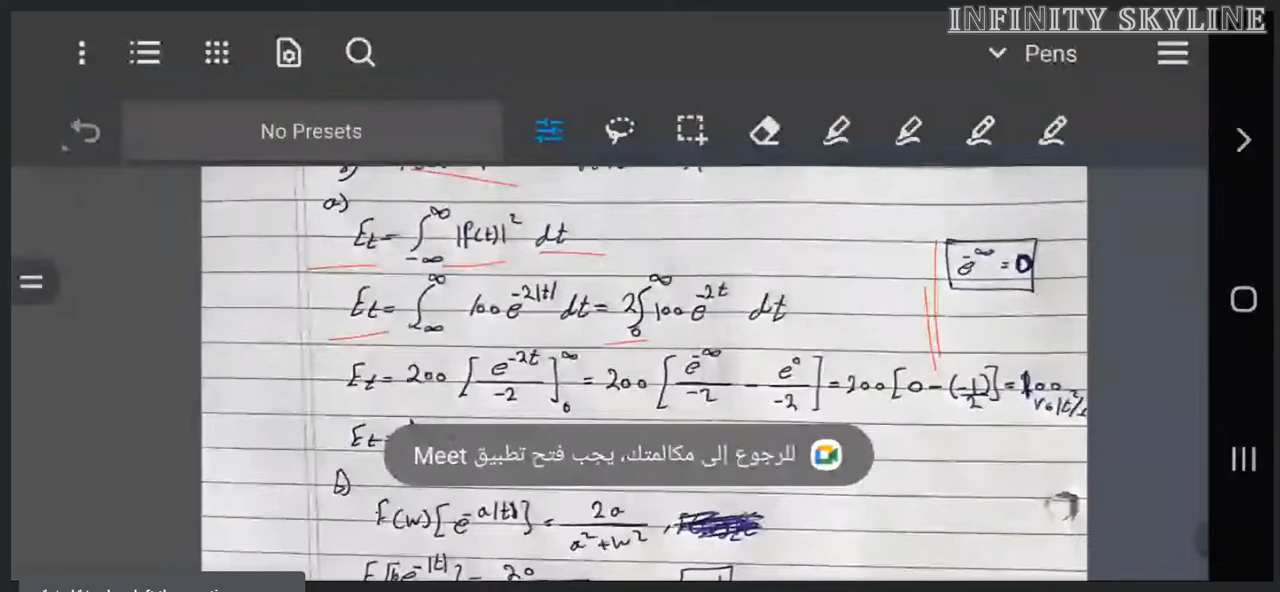 INFINITY SKYLINE
Pens
No Presets
a)
Et = ∫_{-∞}^{∞} |f(t)|² dt
e^{-∞} = 0
Et = ∫_{-∞}^{∞} 100 e^{-2|t|} dt = 2∫_{0}^{∞} 100 e^{-2t} dt
Et = 200 [e^{-2t}/-2]_{0}^{∞} = 200 [e^{-∞}/-2 - e^{0}/-2] = 200 [0 - (-1/2)] = 100
Et =
للرجوع إلى مكالمتك، يجب فتح تطبيق Meet
b)
F(w)[e^{-a|t|}] = 2a/(a²+w²),